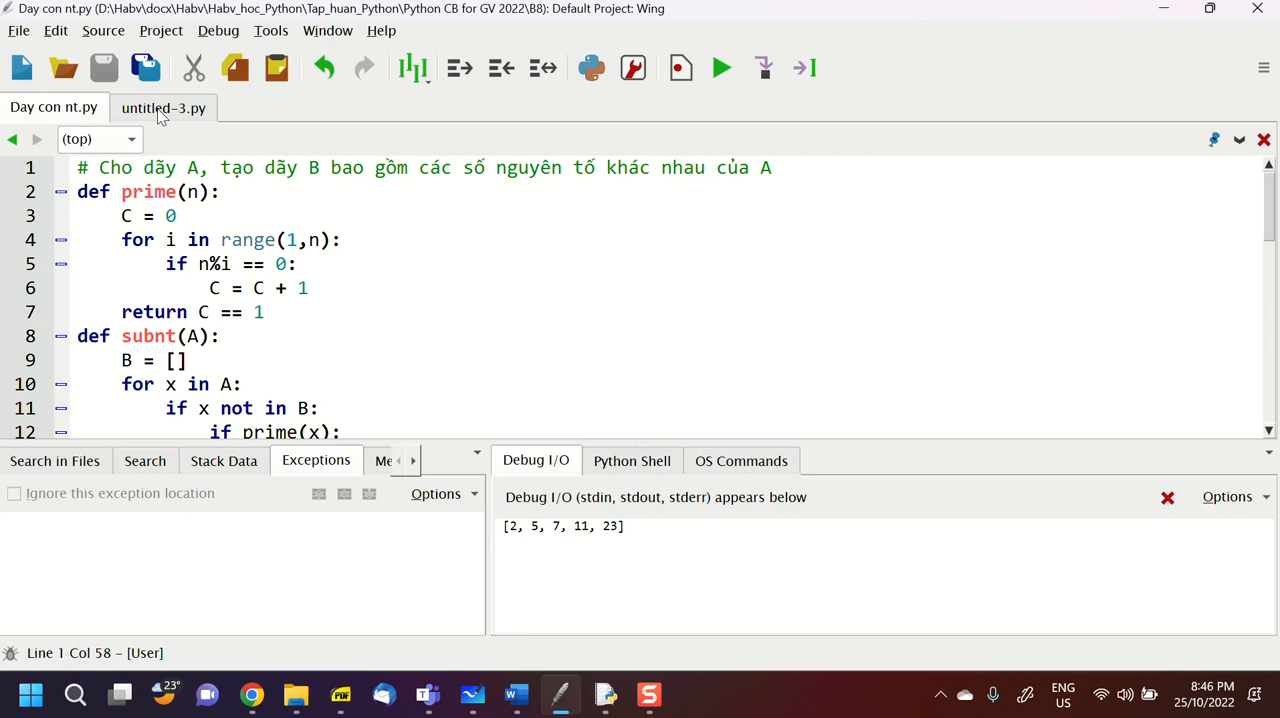 Day con nt.py (D:\Habv\docx\Habv\Habv_hoc_Python\Tap_huan_Python\Python CB for GV 2022\B8): Default Project: Wing
File Edit Source Project Debug Tools Window Help
Day con nt.py untitled-3.py
(top)
1 # Cho dãy A, tạo dãy B bao gồm các số nguyên tố khác nhau của A
2 def prime(n):
3 C = 0
4 for i in range(1,n):
5 if n%i == 0:
6 C = C + 1
7 return C == 1
8 def subnt(A):
9 B = []
10 for x in A:
11 if x not in B:
12 if prime(x):
Search in Files Search Stack Data Exceptions Me
Debug I/O Python Shell OS Commands
Ignore this exception location Options
Debug I/O (stdin, stdout, stderr) appears below Options
[2, 5, 7, 11, 23]
Line 1 Col 58 – [User]
23°
PDF
ENG
US
8:46 PM
25/10/2022